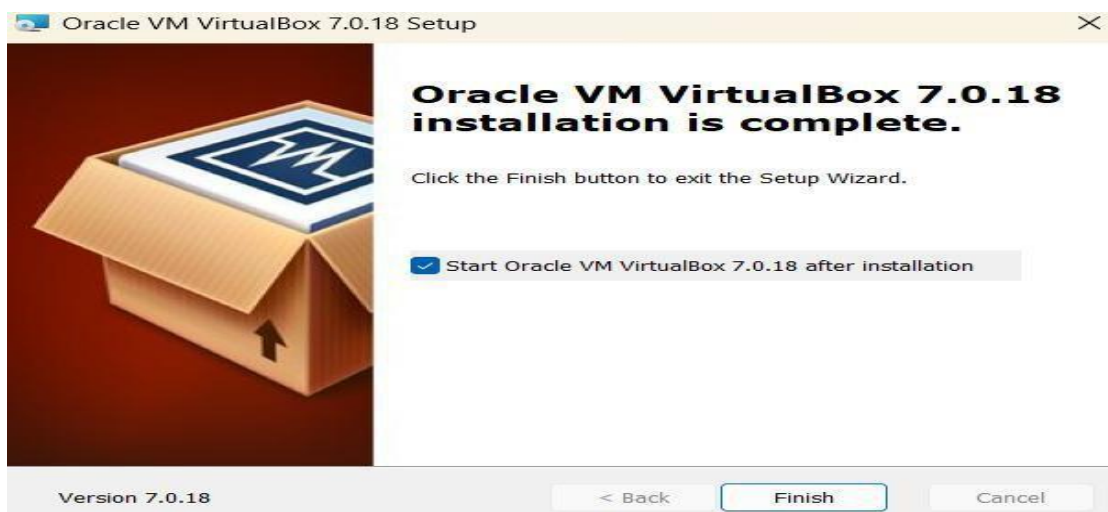 Oracle VM VirtualBox 7.0.18 Setup
Oracle VM VirtualBox 7.0.18
installation is complete.
Click the Finish button to exit the Setup Wizard.
Start Oracle VM VirtualBox 7.0.18 after installation
Version 7.0.18
< Back
Finish
Cancel